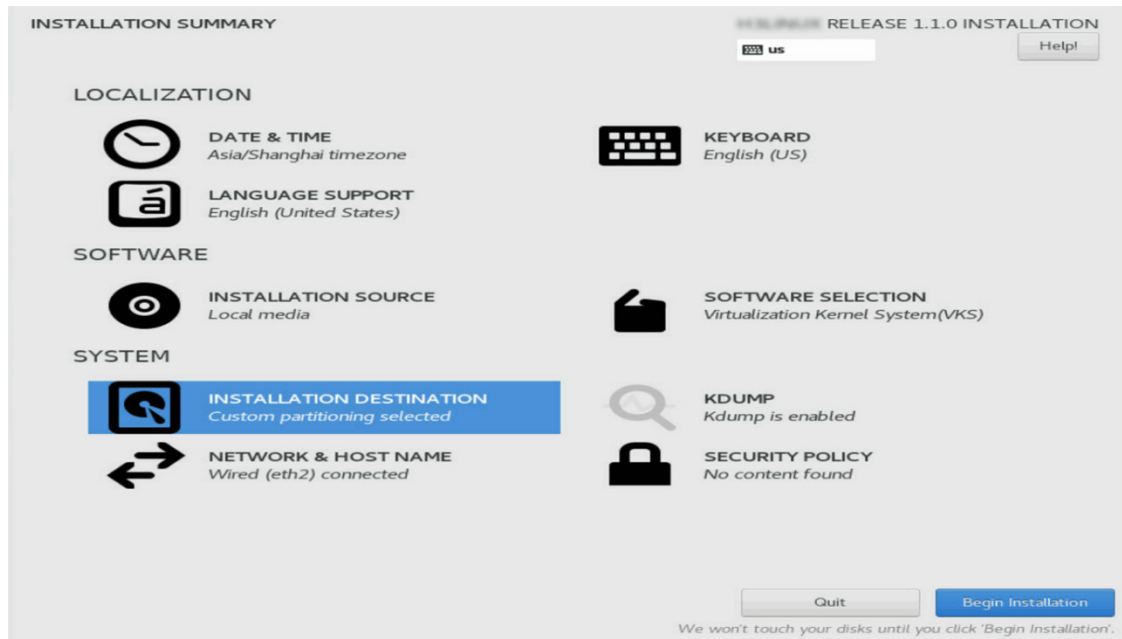 INSTALLATION SUMMARY
RELEASE 1.1.0 INSTALLATION
us
Help!
LOCALIZATION
DATE & TIME
Asia/Shanghai timezone
KEYBOARD
English (US)
á
LANGUAGE SUPPORT
English (United States)
SOFTWARE
INSTALLATION SOURCE
Local media
SOFTWARE SELECTION
Virtualization Kernel System(VKS)
SYSTEM
INSTALLATION DESTINATION
Custom partitioning selected
KDUMP
Kdump is enabled
NETWORK & HOST NAME
Wired (eth2) connected
SECURITY POLICY
No content found
Quit
Begin Installation
We won't touch your disks until you click 'Begin Installation'.